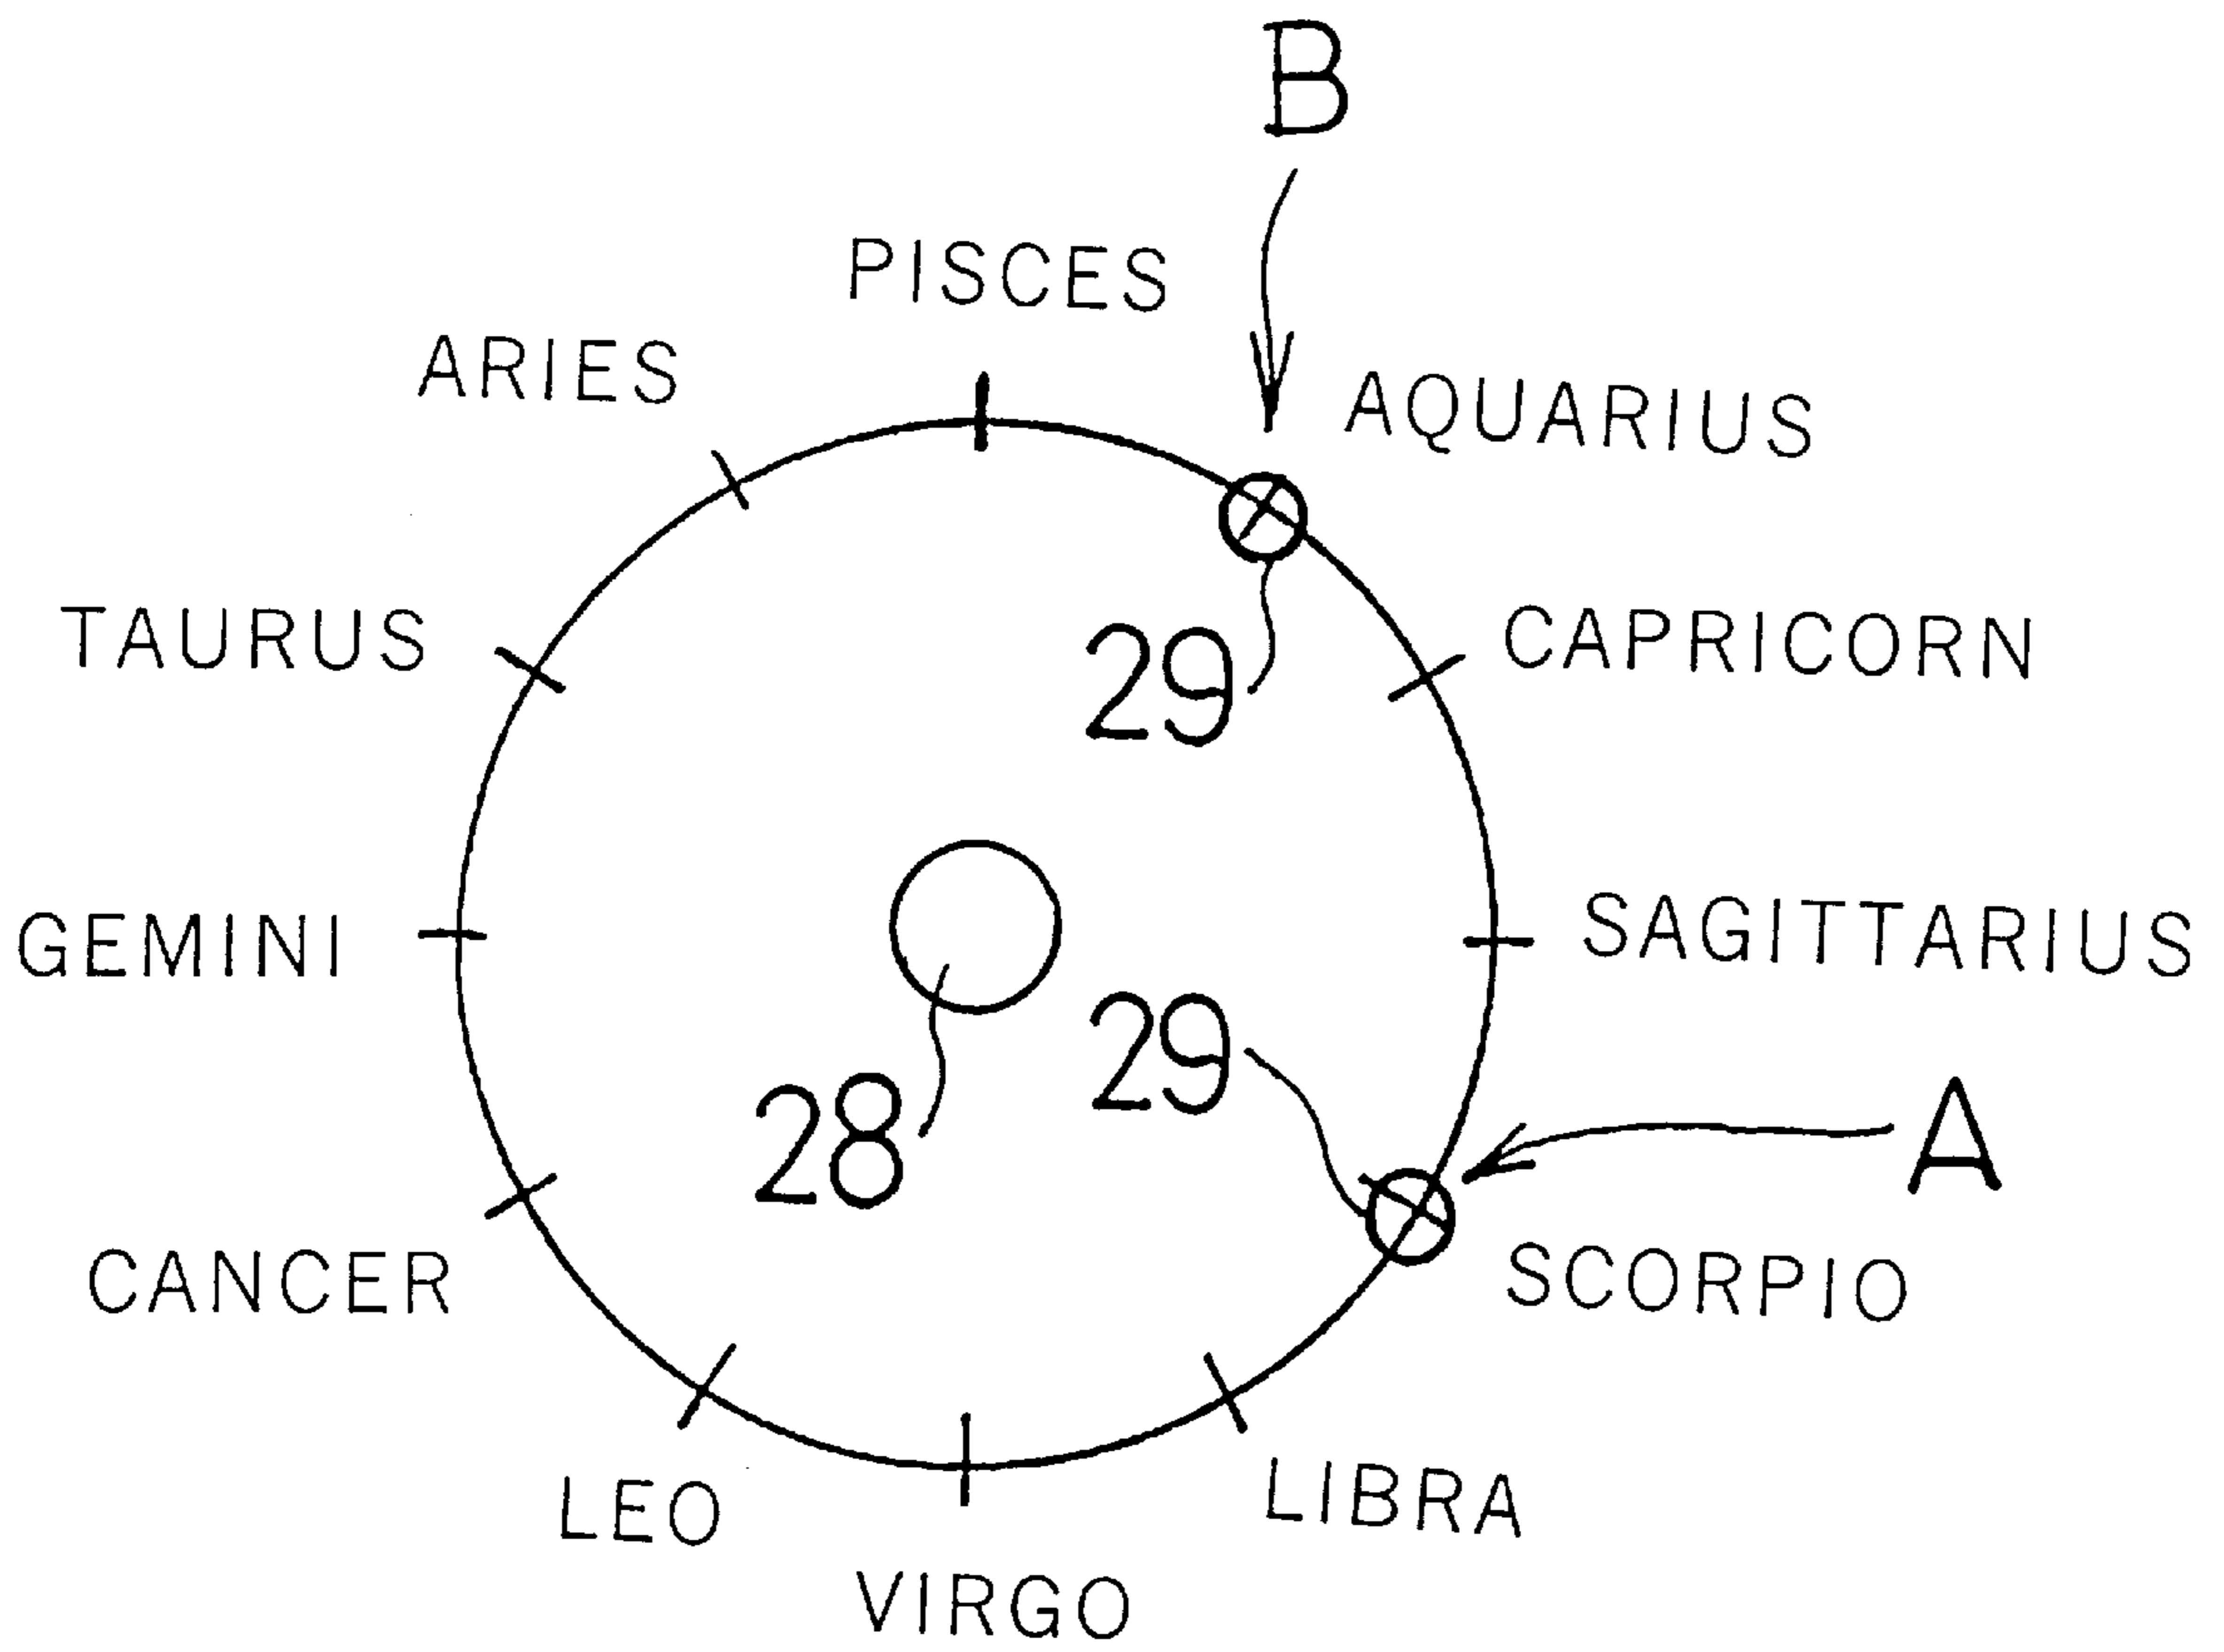 B
PISCES
ARIES
AQUARIUS
TAURUS
CAPRICORN
29
GEMINI
SAGITTARIUS
29
28
A
CANCER
SCORPIO
LEO
LIBRA
VIRGO